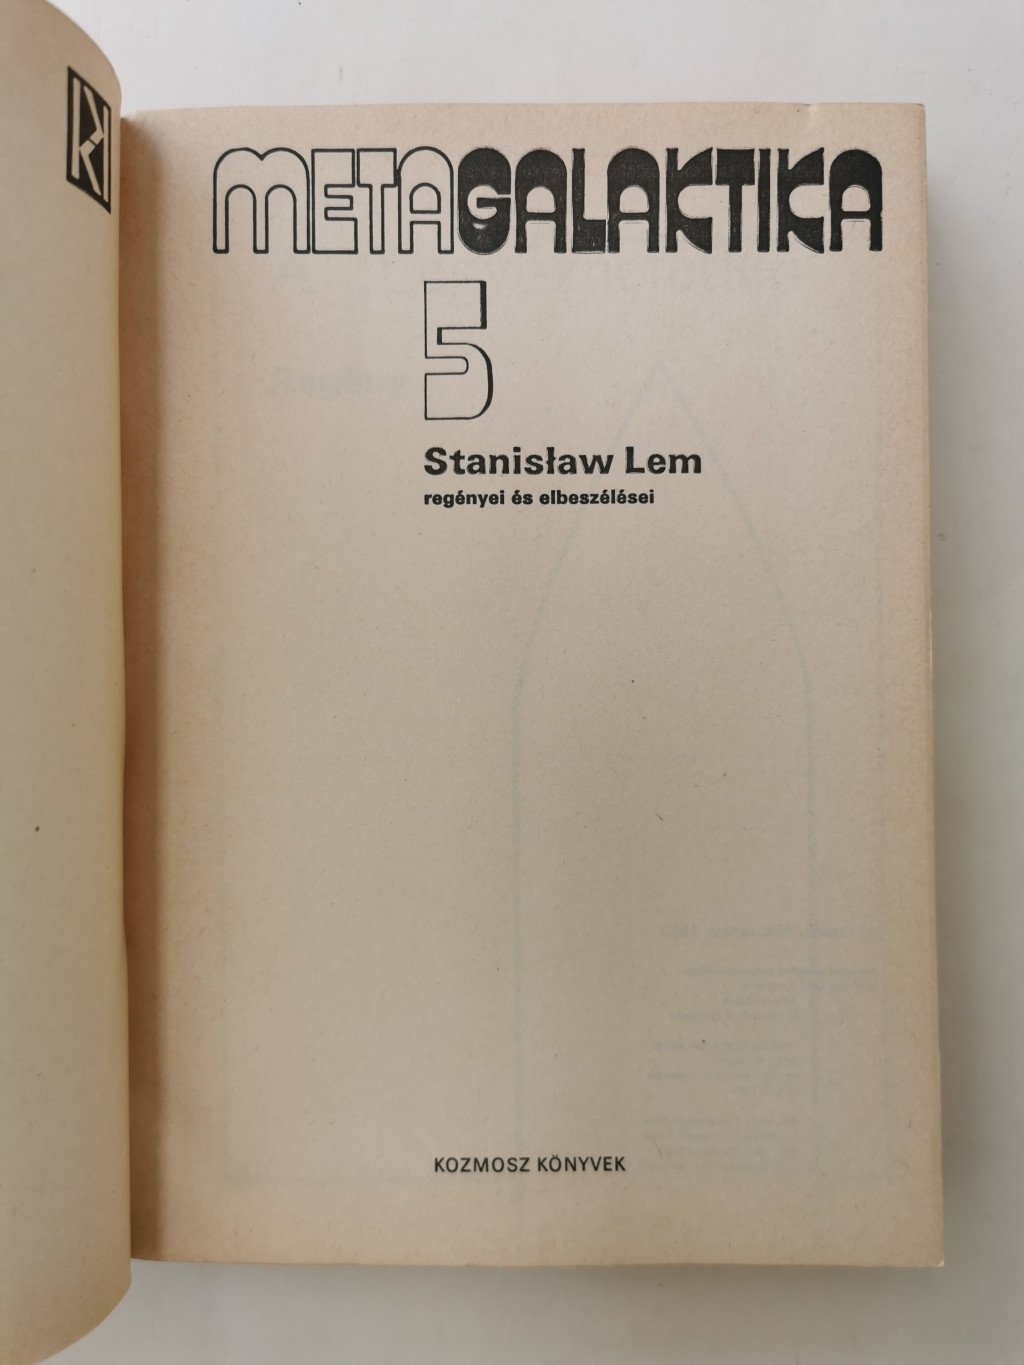 METAGALAKTIKA
5
Stanisław Lem
regényei és elbeszélései
KOZMOSZ KÖNYVEK